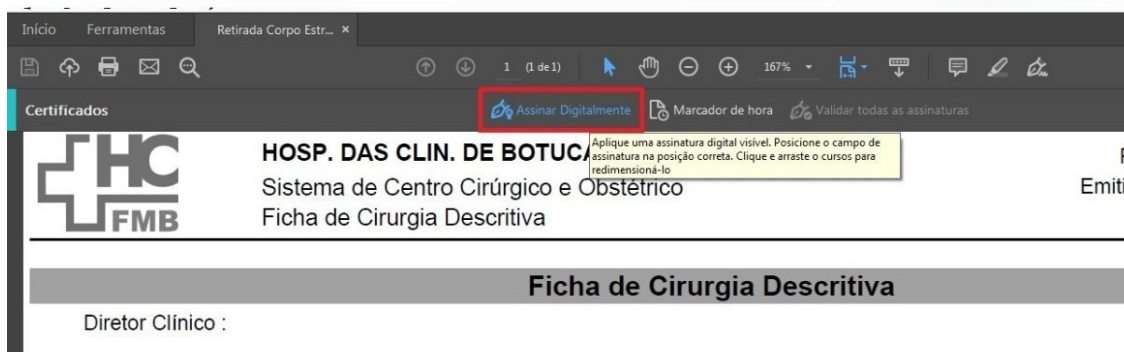 Início Ferramentas Retirada Corpo Estr... ×
1 (1 de 1) 167%
Certificados Assinar Digitalmente Marcador de hora Validar todas as assinaturas
Aplique uma assinatura digital visível. Posicione o campo de
assinatura na posição correta. Clique e arraste o cursos para
redimensioná-lo
HC
FMB
HOSP. DAS CLIN. DE BOTUC
Sistema de Centro Cirúrgico e Obstétrico
Emiti
Ficha de Cirurgia Descritiva
Ficha de Cirurgia Descritiva
Diretor Clínico :